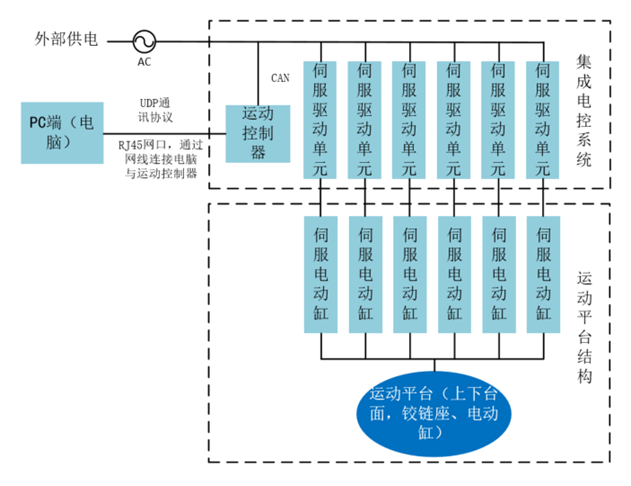 外部供电
AC
CAN
UDP通
讯协议
PC端（电
脑）
RJ45网口，通过
网线连接电脑
与运动控制器
运动
控制
器
伺服驱动单元
伺服驱动单元
伺服驱动单元
伺服驱动单元
伺服驱动单元
伺服驱动单元
集成电控系统
伺服电动缸
伺服电动缸
伺服电动缸
伺服电动缸
伺服电动缸
伺服电动缸
运动平台结构
运动平台（上下台
面，铰链座、电动
缸）